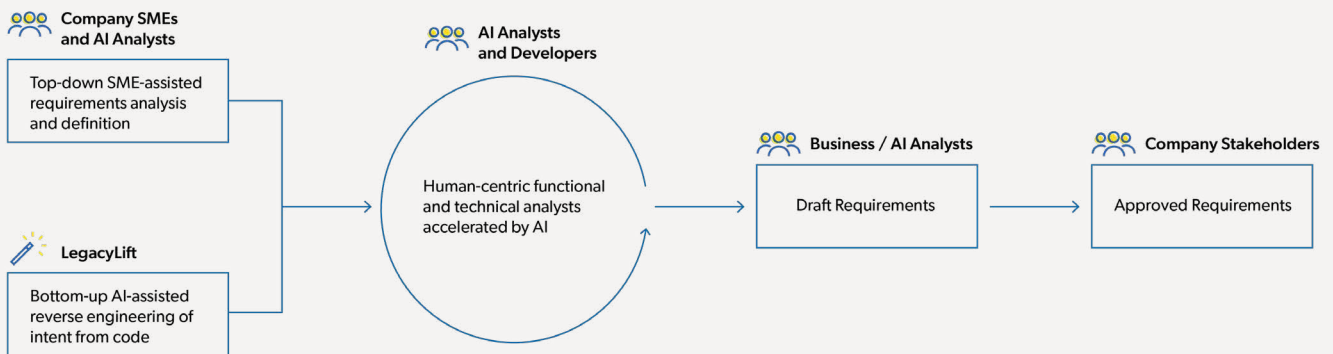 Company SMEs
and AI Analysts
Top-down SME-assisted
requirements analysis
and definition
LegacyLift
Bottom-up AI-assisted
reverse engineering of
intent from code
AI Analysts
and Developers
Human-centric functional
and technical analysts
accelerated by AI
Business / AI Analysts
Draft Requirements
Company Stakeholders
Approved Requirements